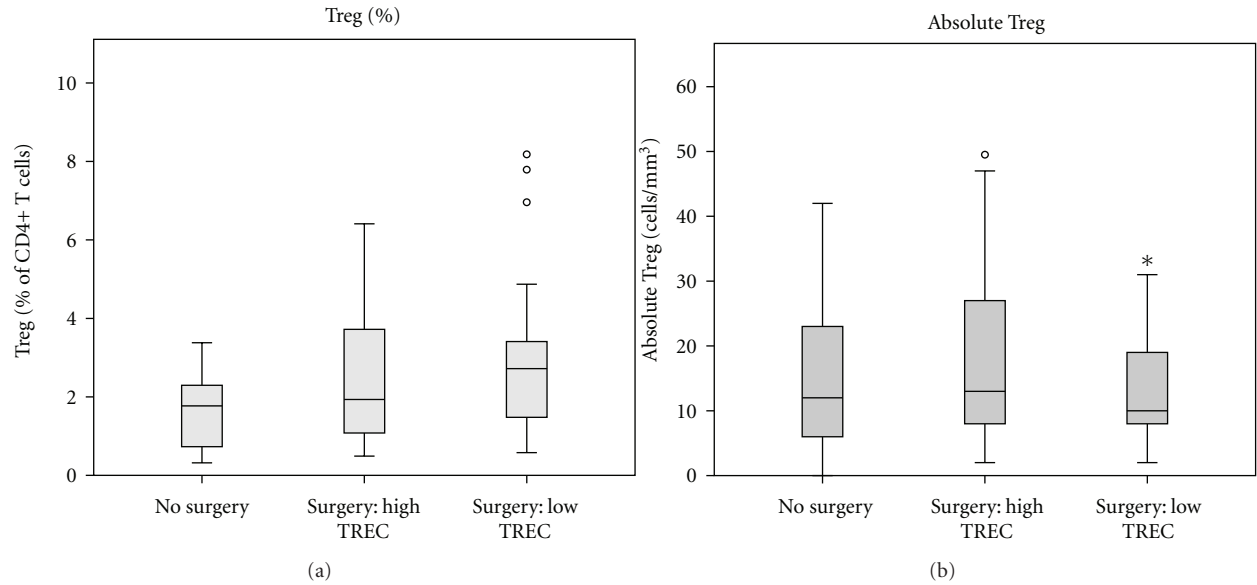 Treg (%)
Treg (% of CD4+ T cells)
10
8
6
4
2
0
No surgery
Surgery: high
TREC
Surgery: low
TREC
(a)
Absolute Treg
Absolute Treg (cells/mm³)
60
50
40
30
20
10
0
*
No surgery
Surgery: high
TREC
Surgery: low
TREC
(b)